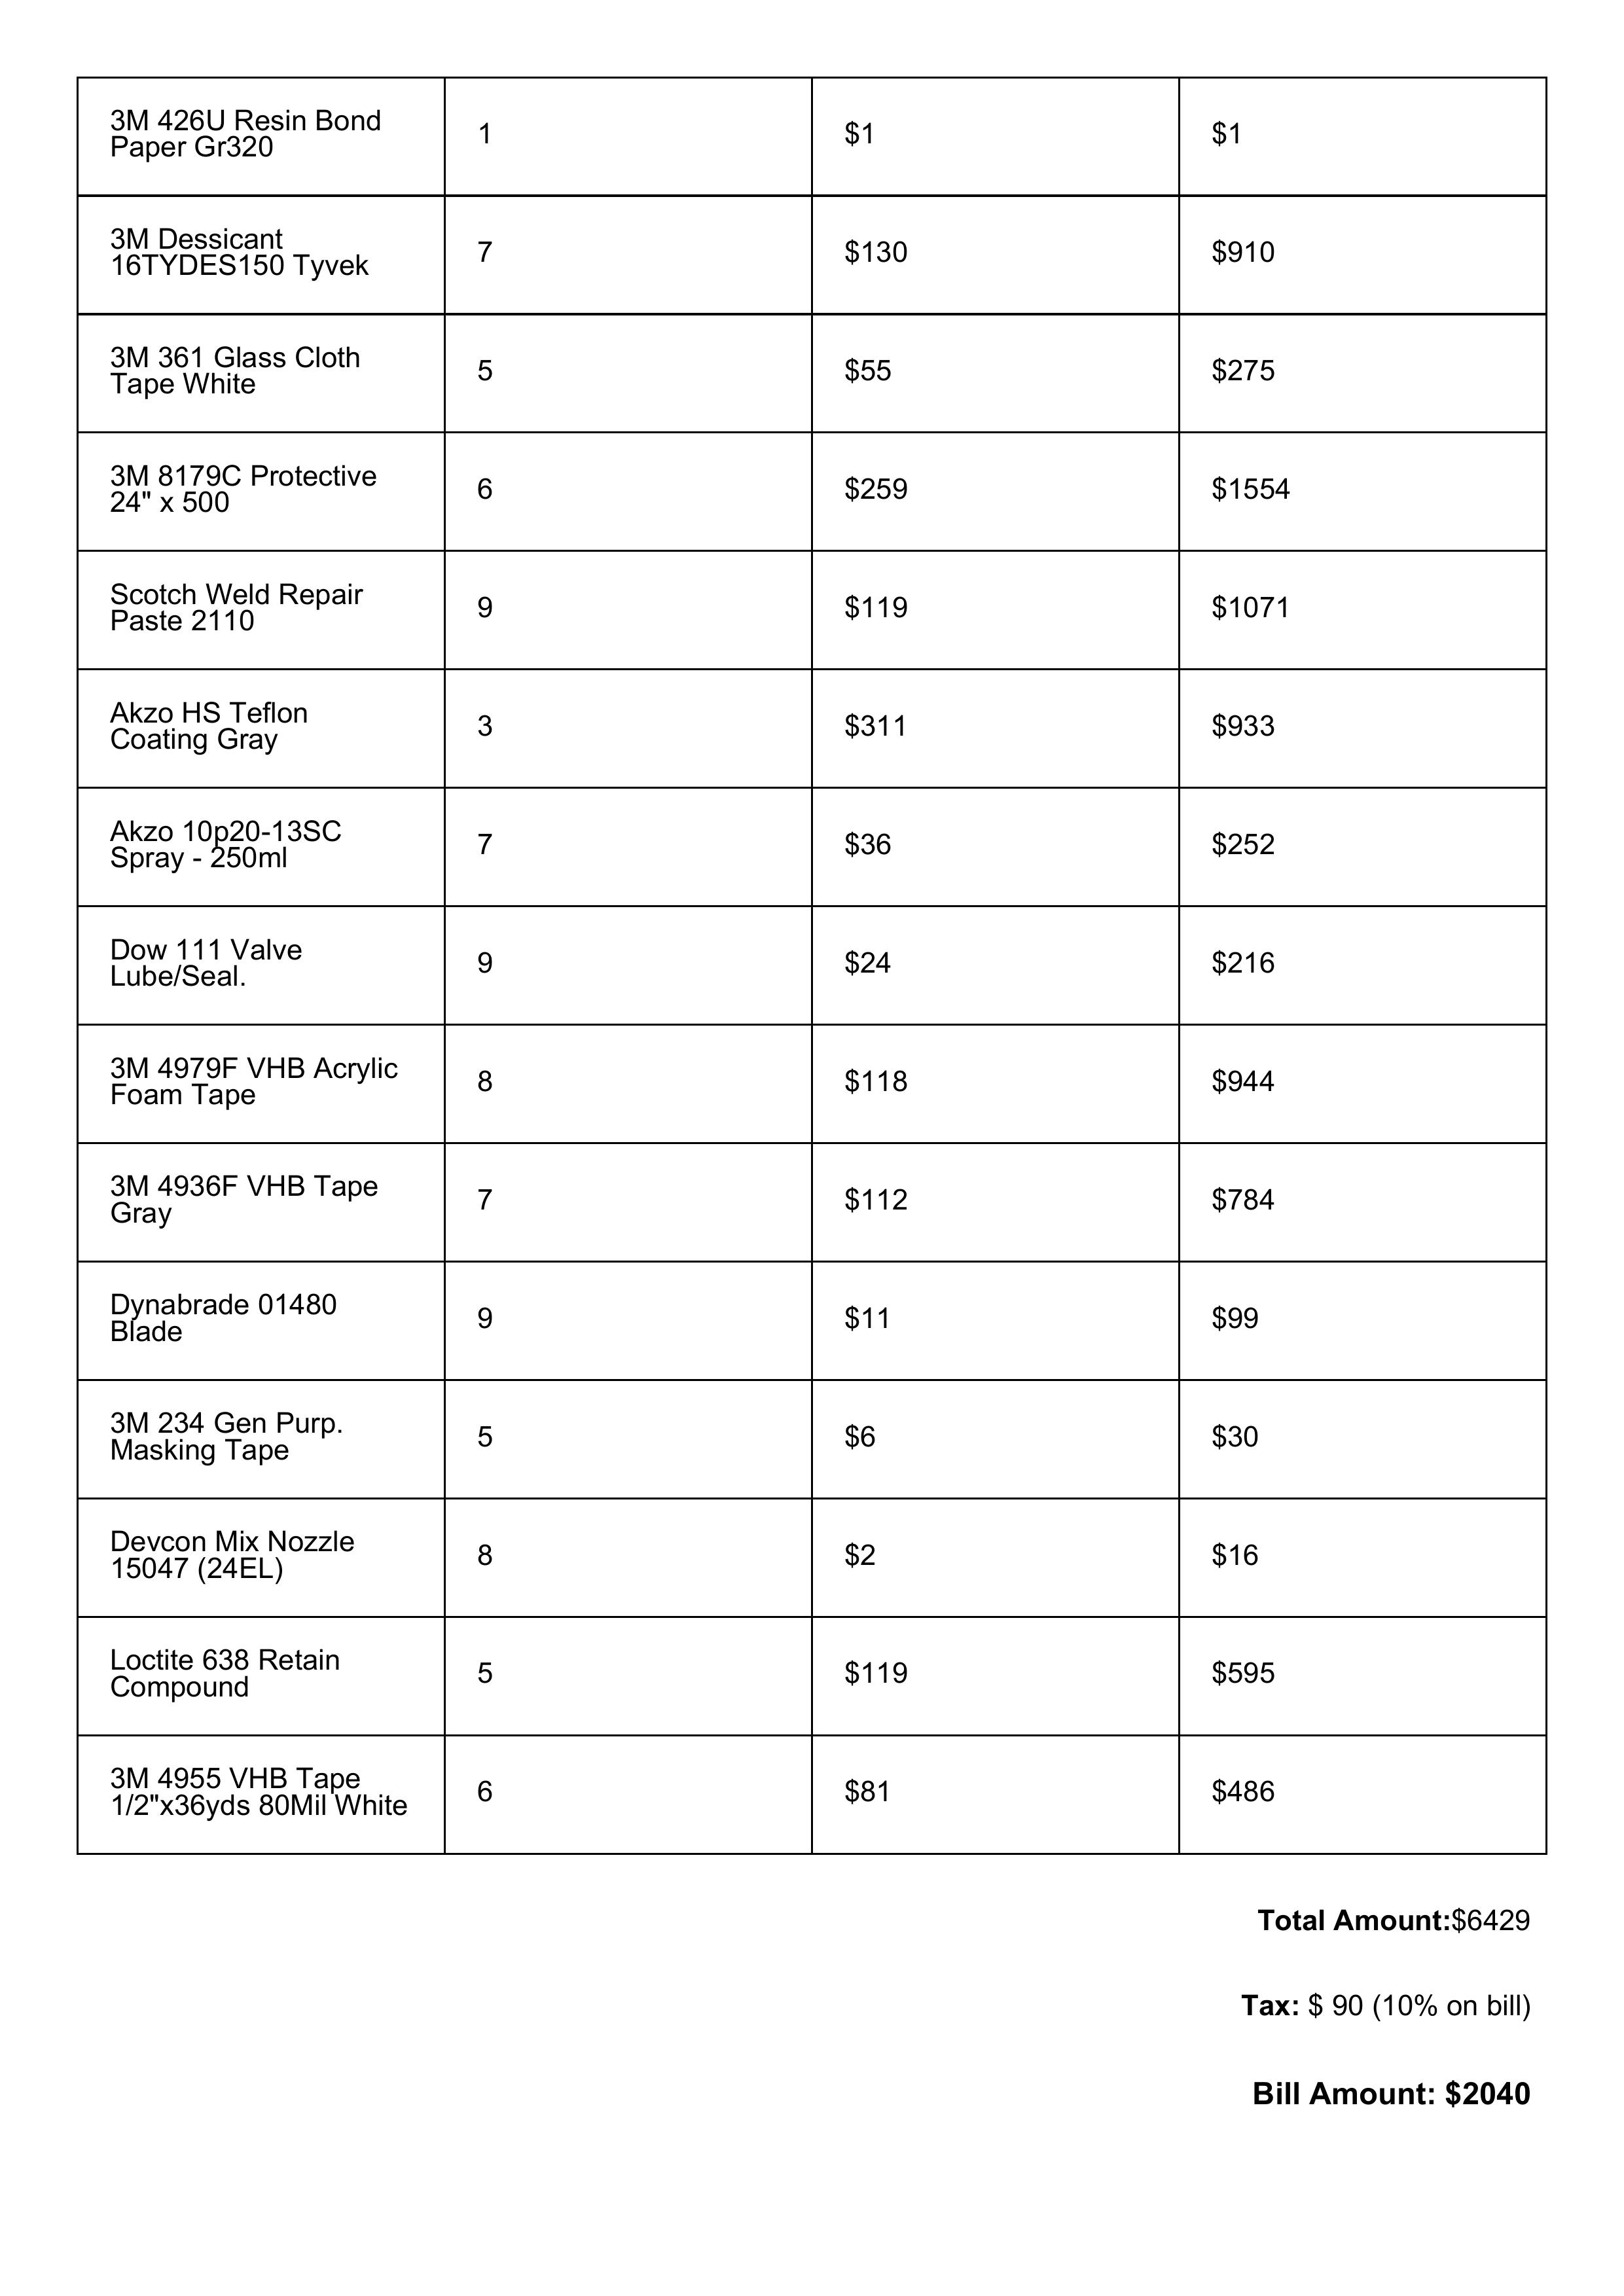 3M 426U Resin Bond
Paper Gr320
1
$1
$1
3M Dessicant
16TYDES150 Tyvek
7
$130
$910
3M 361 Glass Cloth
Tape White
5
$55
$275
3M 8179C Protective
24" x 500
6
$259
$1554
Scotch Weld Repair
Paste 2110
9
$119
$1071
Akzo HS Teflon
Coating Gray
3
$311
$933
Akzo 10p20-13SC
Spray - 250ml
7
$36
$252
Dow 111 Valve
Lube/Seal.
9
$24
$216
3M 4979F VHB Acrylic
Foam Tape
8
$118
$944
3M 4936F VHB Tape
Gray
7
$112
$784
Dynabrade 01480
Blade
9
$11
$99
3M 234 Gen Purp.
Masking Tape
5
$6
$30
Devcon Mix Nozzle
15047 (24EL)
8
$2
$16
Loctite 638 Retain
Compound
5
$119
$595
3M 4955 VHB Tape
1/2"x36yds 80Mil White
6
$81
$486
Total Amount:$6429
Tax: $ 90 (10% on bill)
Bill Amount: $2040